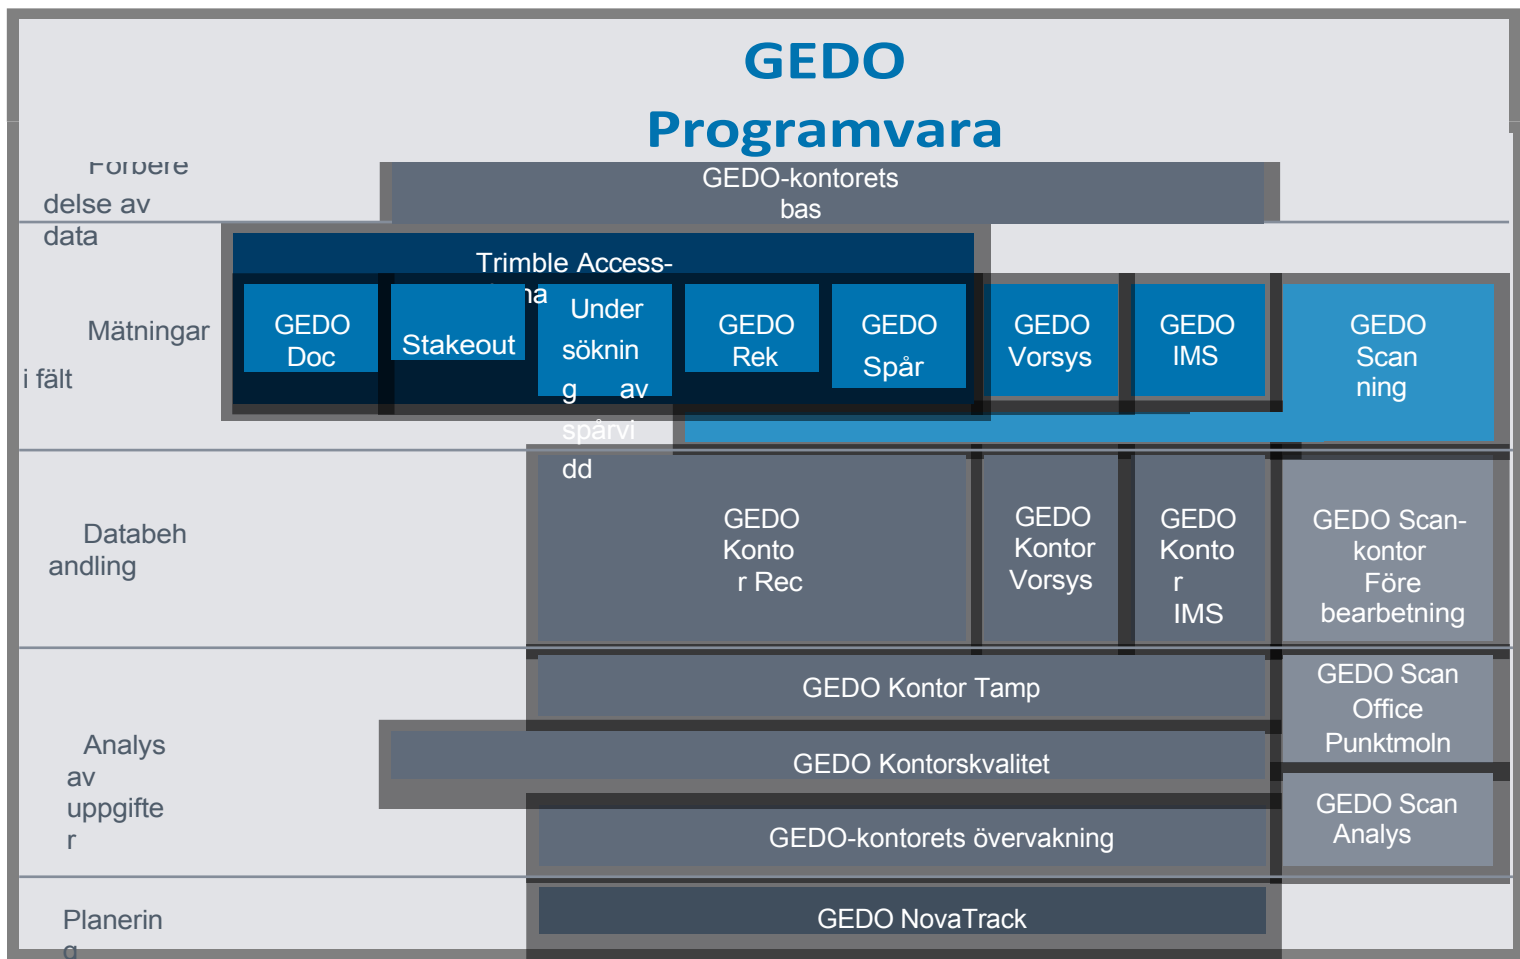 GEDO
Programvara
Förbere
delse av
data
GEDO-kontorets
bas
Trimble Access-
Mätningar
i fält
GEDO
Doc
Stakeout
Under
söknin
g av
spårvi
dd
GEDO
Rek
GEDO
Spår
GEDO
Vorsys
GEDO
IMS
GEDO
Scan
ning
Databeh
andling
GEDO
Konto
r Rec
GEDO
Kontor
Vorsys
GEDO
Konto
r
IMS
GEDO Scan-
kontor
Före
bearbetning
Analys
av
uppgifte
r
GEDO Kontor Tamp
GEDO Kontorskvalitet
GEDO-kontorets övervakning
GEDO Scan
Office
Punktmoln
GEDO Scan
Analys
Planerin
g
GEDO NovaTrack